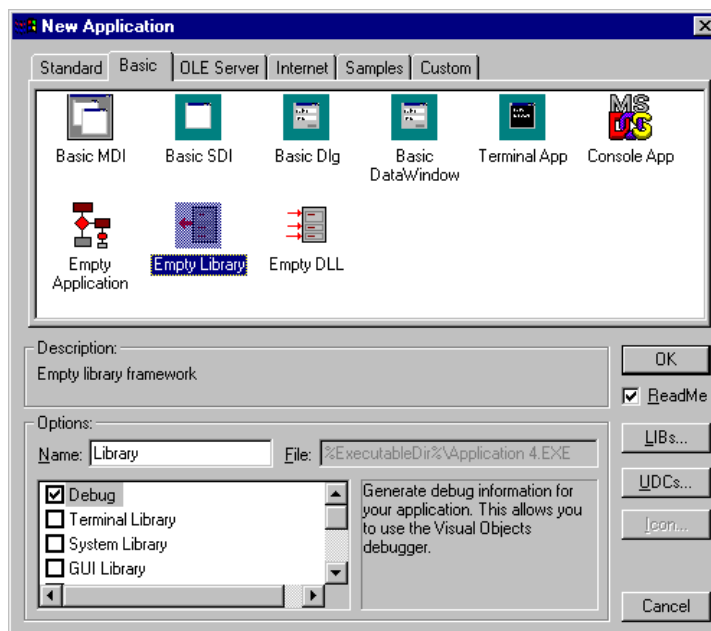 New Application
Standard Basic OLE Server Internet Samples Custom
MS
DOS
Basic MDI Basic SDI Basic Dlg Basic DataWindow Terminal App Console App
Empty Application Empty Library Empty DLL
Description:
Empty library framework
OK
ReadMe
Options:
Name: Library File: %ExecutableDir%\Application 4.EXE
LIBs...
UDCs...
Icon...
Debug
Terminal Library
System Library
GUI Library
Generate debug information for
your application. This allows you
to use the Visual Objects
debugger.
Cancel